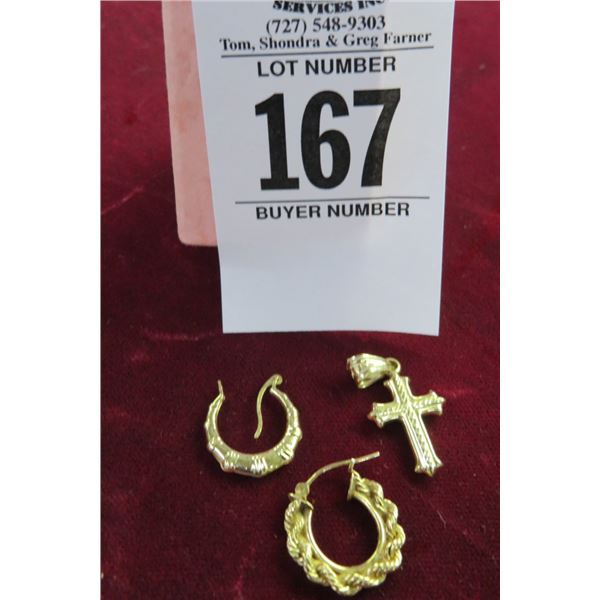 SERVICES INC
(727) 548-9303
Tom, Shondra & Greg Farner
LOT NUMBER
167
BUYER NUMBER